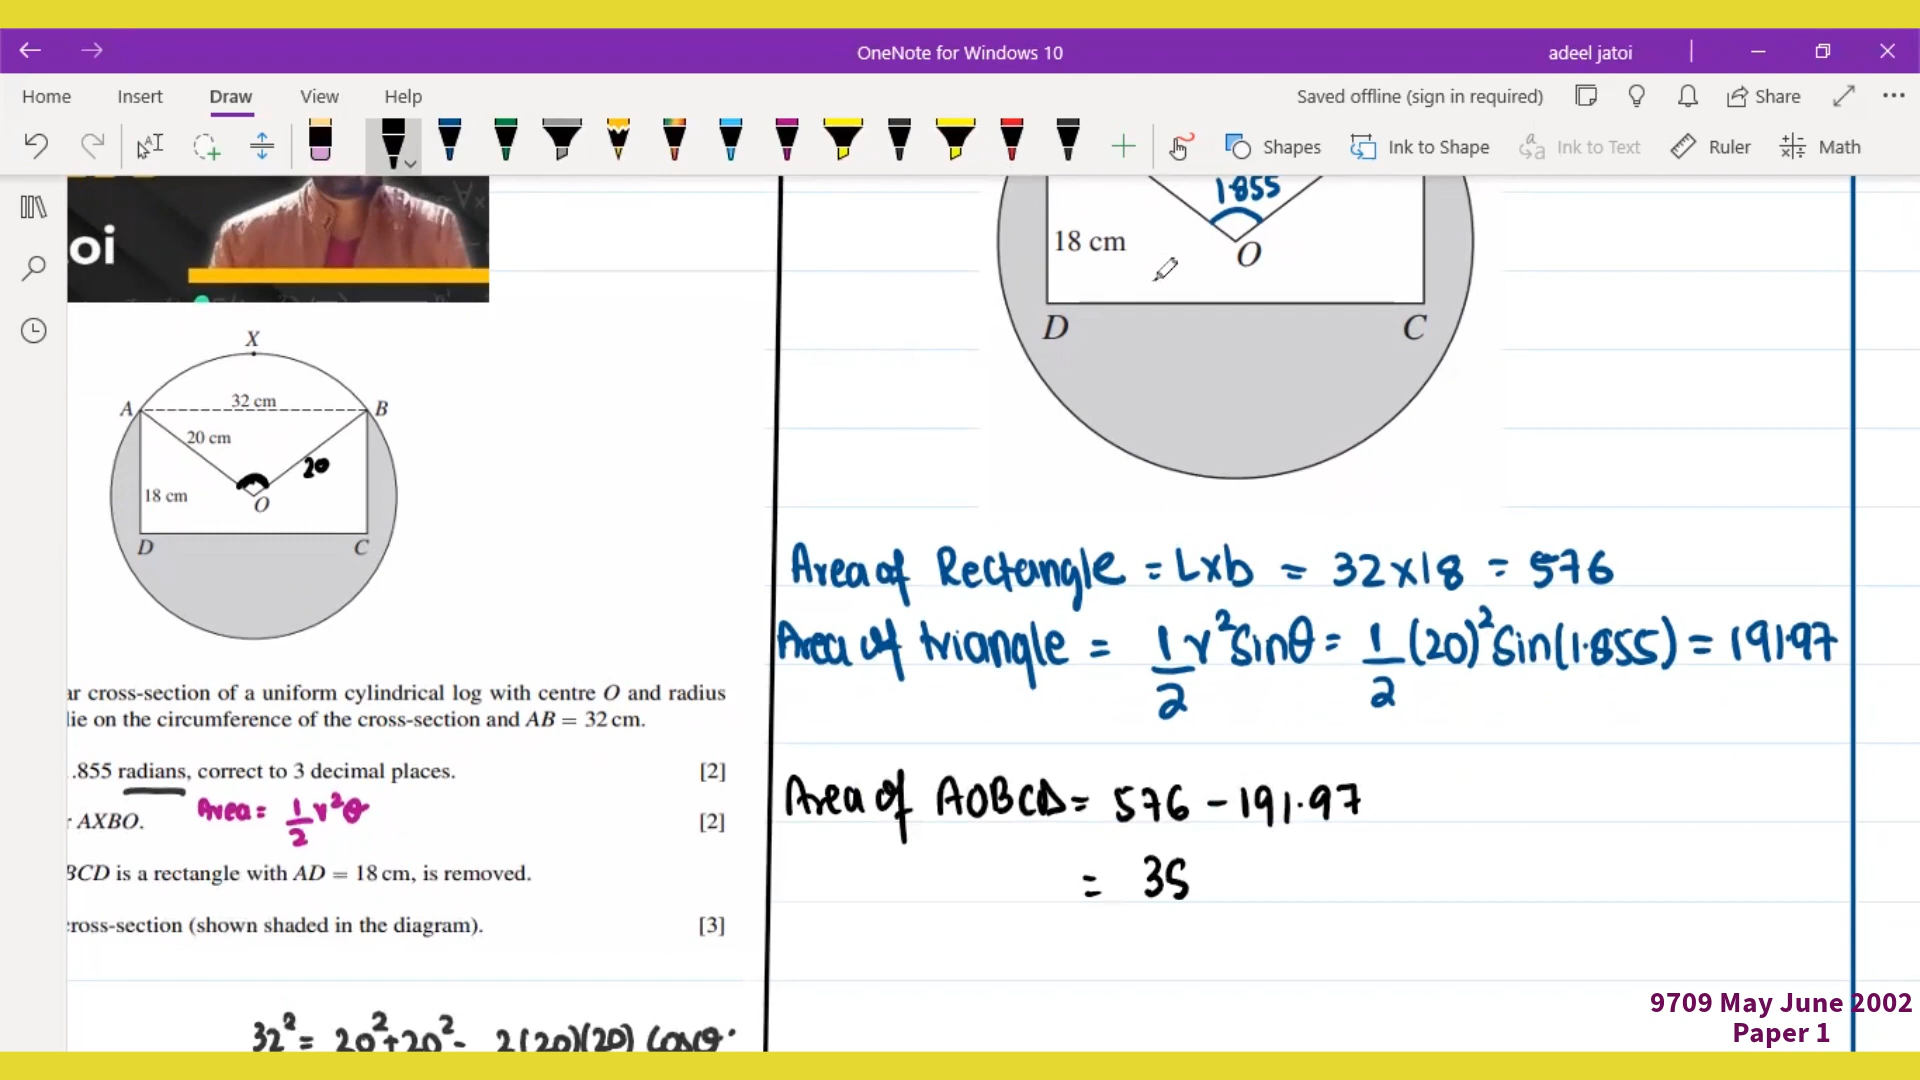 OneNote for Windows 10
adeel jatoi
Home Insert Draw View Help
Saved offline (sign in required)
Share
Shapes
Ink to Shape
Ink to Text
Ruler
Math
oi
X
A
32 cm
B
20 cm
20
18 cm
O
D
C
ar cross-section of a uniform cylindrical log with centre O and radius
lie on the circumference of the cross-section and AB = 32 cm.
.855 radians, correct to 3 decimal places. [2]
Area = 1/2 r²θ
AXBO. [2]
BCD is a rectangle with AD = 18 cm, is removed.
cross-section (shown shaded in the diagram). [3]
32² = 20² + 20² - 2(20)(20) Cosθ.
1.855
18 cm
O
D
C
Area of Rectangle = L×b = 32×18 = 576
Area of triangle = 1/2 r² Sinθ = 1/2 (20)² Sin(1.855) = 191.97
Area of AOBCD = 576 - 191.97
= 35
9709 May June 2002
Paper 1